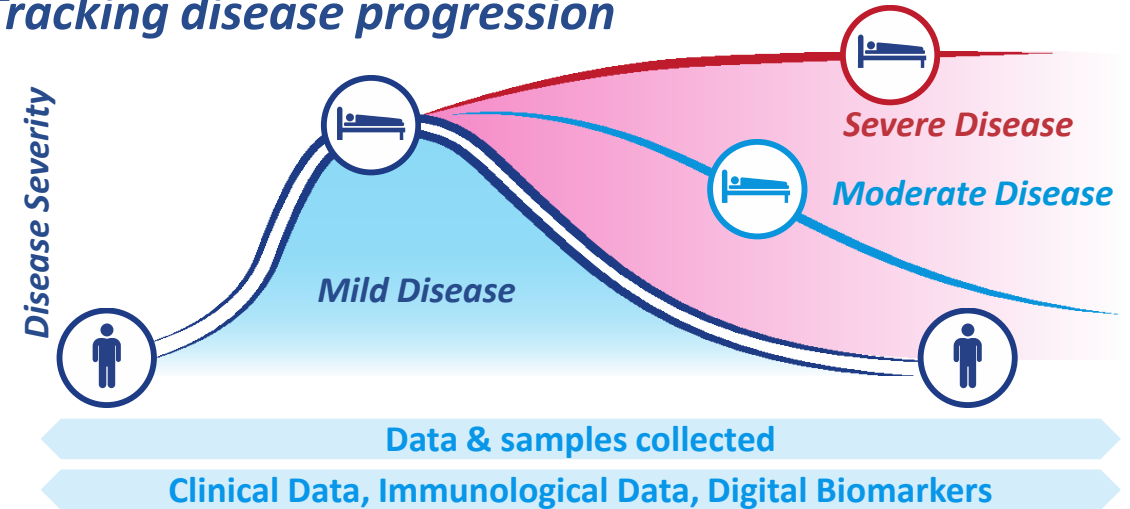 Tracking disease progression
Disease Severity
Severe Disease
Moderate Disease
Mild Disease
Data & samples collected
Clinical Data, Immunological Data, Digital Biomarkers